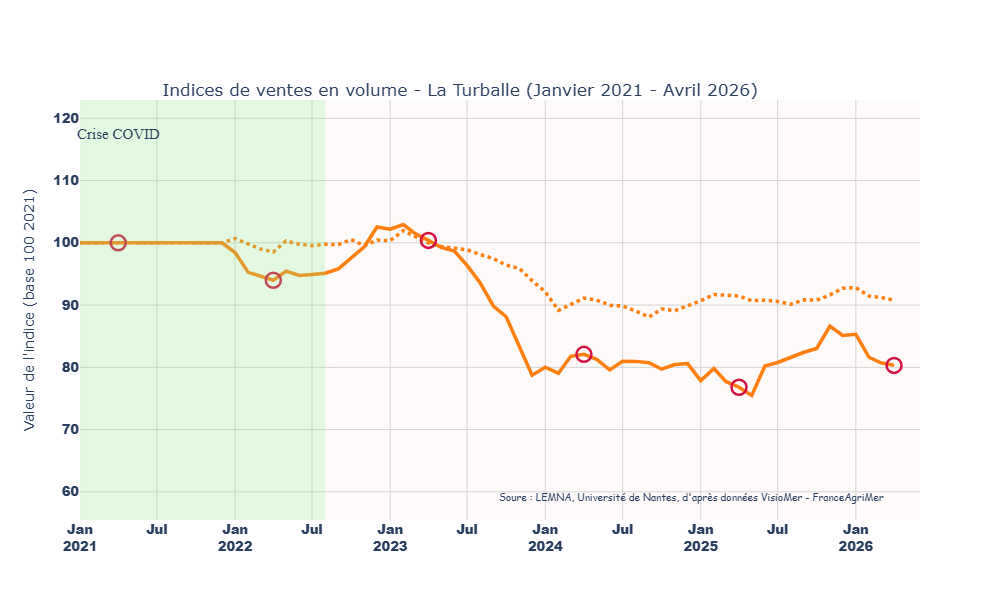 Indices de ventes en volume - La Turballe (Janvier 2021 - Avril 2026)
Valeur de l'indice (base 100 2021)
120
110
100
90
80
70
60
Crise COVID
Soure : LEMNA, Université de Nantes, d'après données VisioMer - FranceAgriMer
Jan Jul Jan Jul Jan Jul Jan Jul Jan Jul Jan
2021 2022 2023 2024 2025 2026